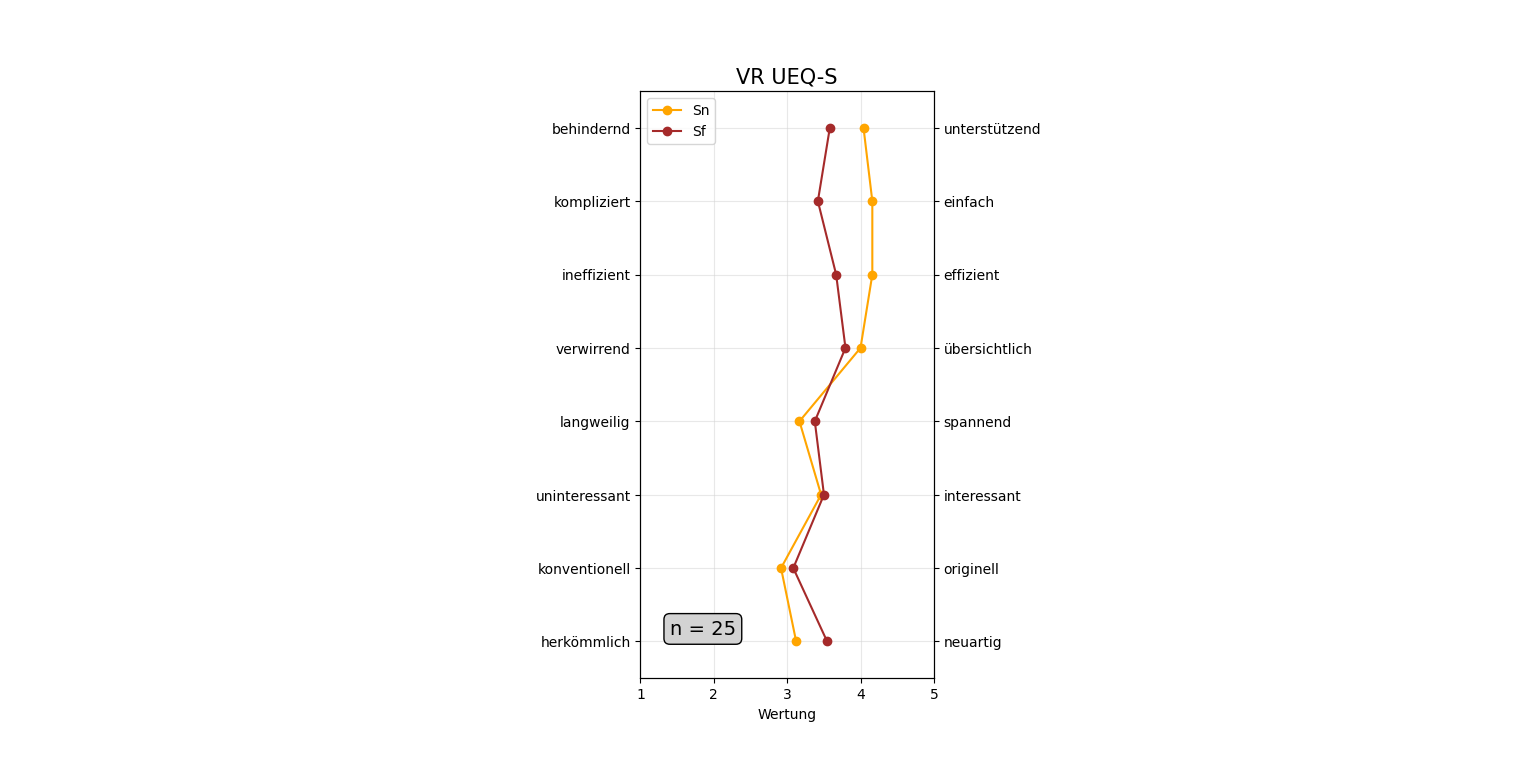 VR UEQ-S
Sn
Sf
behindernd
unterstützend
kompliziert
einfach
ineffizient
effizient
verwirrend
übersichtlich
langweilig
spannend
uninteressant
interessant
konventionell
originell
n = 25
herkömmlich
neuartig
1 2 3 4 5
Wertung